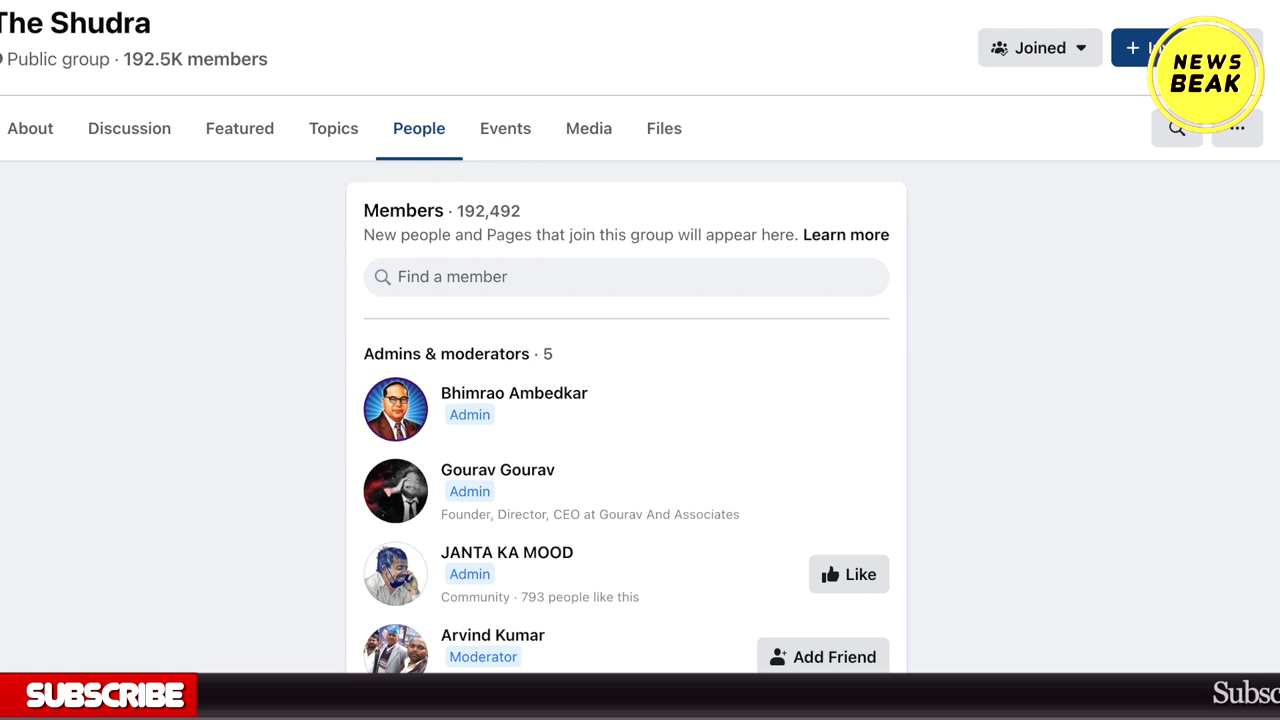 The Shudra
Public group · 192.5K members
Joined
NEWS
BEAK
About
Discussion
Featured
Topics
People
Events
Media
Files
Members · 192,492
New people and Pages that join this group will appear here. Learn more
Find a member
Admins & moderators · 5
Bhimrao Ambedkar
Admin
Gourav Gourav
Admin
Founder, Director, CEO at Gourav And Associates
JANTA KA MOOD
Admin
Community · 793 people like this
Like
Arvind Kumar
Moderator
Add Friend
SUBSCRIBE